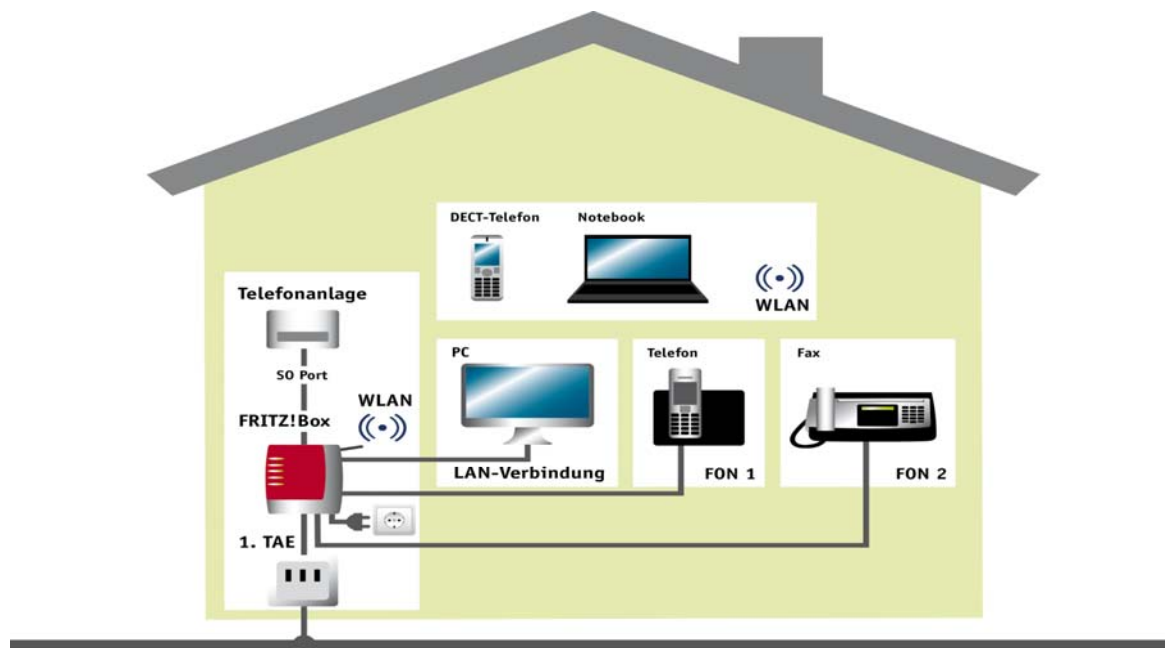 DECT-Telefon
Notebook
WLAN
Telefonanlage
SO Port
FRITZ!Box
WLAN
1. TAE
PC
LAN-Verbindung
Telefon
FON 1
Fax
FON 2